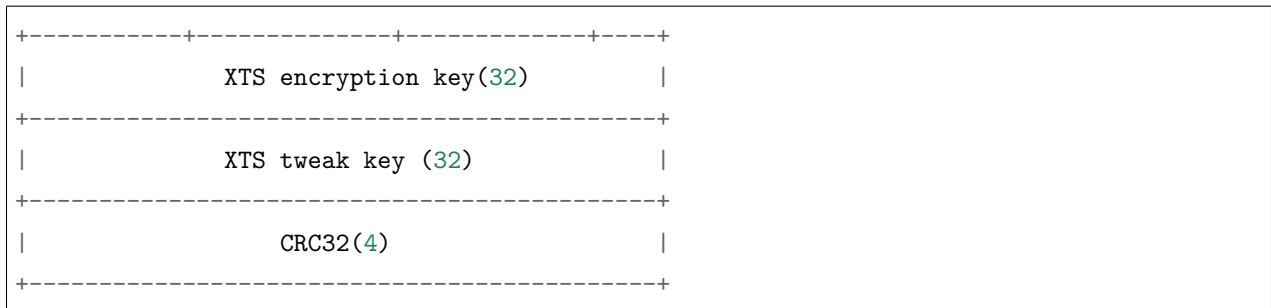 +-----------+--------------+-------------+----+
| XTS encryption key(32) |
+---------------------------------------------+
| XTS tweak key (32) |
+---------------------------------------------+
| CRC32(4) |
+---------------------------------------------+